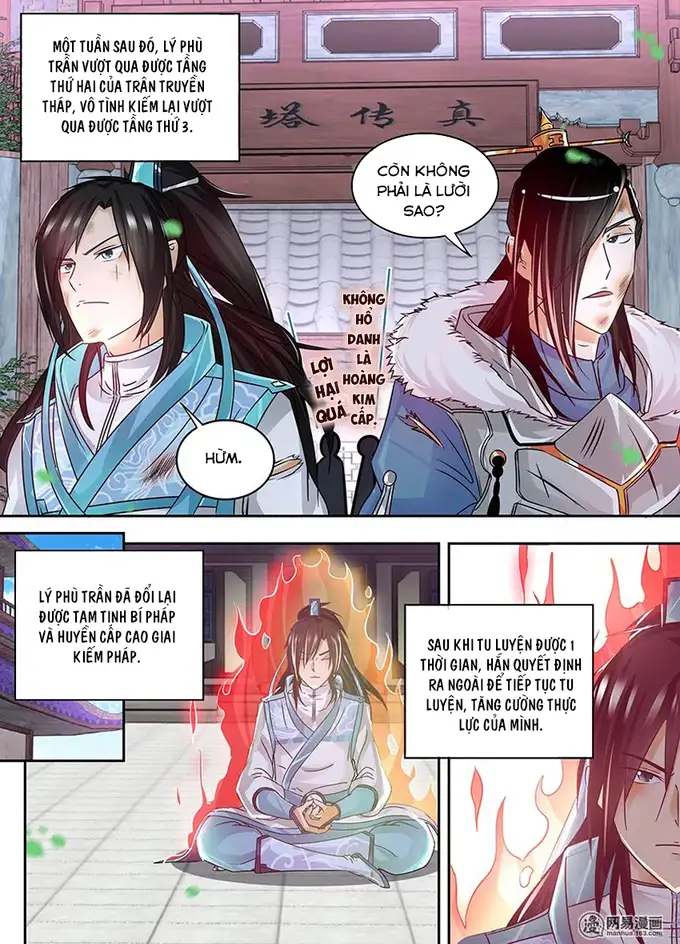 MỘT TUẦN SAU ĐÓ, LÝ PHÙ
TRẦN VƯỢT QUA ĐƯỢC TẦNG
THỨ HAI CỦA TRÂN TRUYỀN
THÁP, VÔ TÌNH KIẾM LẠI VƯỢT
QUA ĐƯỢC TẦNG THỨ 3.
塔传真
CÒN KHÔNG
PHẢI LÀ LƯỠI
SAO?
KHÔNG
HỔ
DANH LÀ
HOÀNG
KIM
CẤP.
LỢI
HẠI
QUÁ
HỪM.
LÝ PHÙ TRẦN ĐÃ ĐỔI LẠI
ĐƯỢC TAM TINH BÍ PHÁP
VÀ HUYỀN CẤP CAO GIAI
KIẾM PHÁP.
SAU KHI TU LUYỆN ĐƯỢC 1
THỜI GIAN, HẮN QUYẾT ĐỊNH
RA NGOÀI ĐỂ TIẾP TỤC TU
LUYỆN, TĂNG CƯỜNG THỰC
LỰC CỦA MÌNH.
网易漫画
manhua.163.com